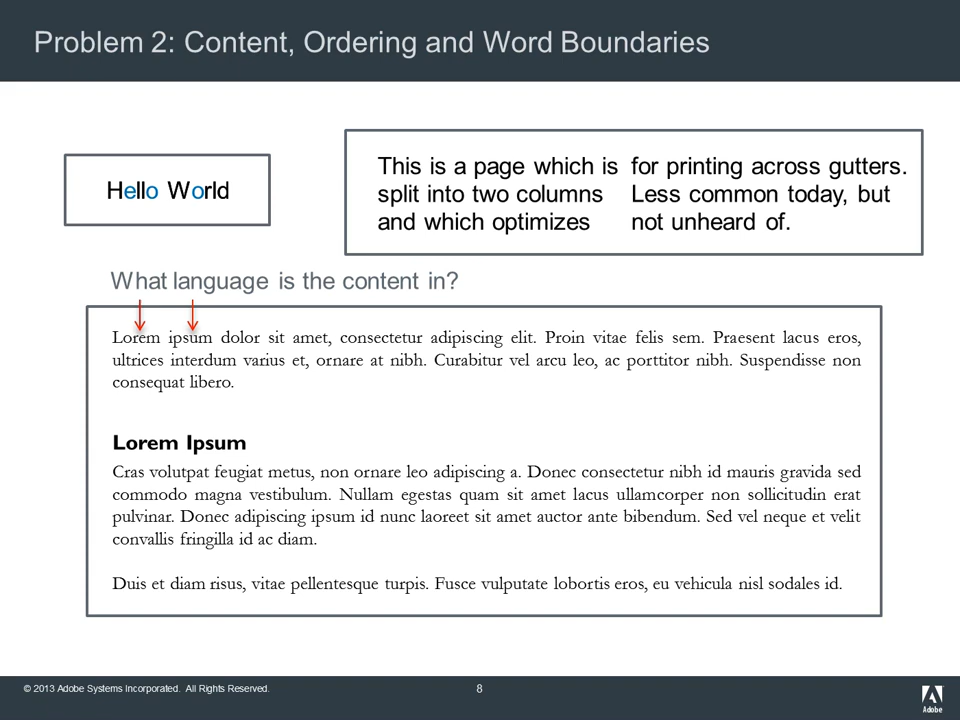 Problem 2: Content, Ordering and Word Boundaries
Hello World
This is a page which is
split into two columns
and which optimizes
for printing across gutters.
Less common today, but
not unheard of.
What language is the content in?
Lorem ipsum dolor sit amet, consectetur adipiscing elit. Proin vitae felis sem. Praesent lacus eros,
ultrices interdum varius et, ornare at nibh. Curabitur vel arcu leo, ac porttitor nibh. Suspendisse non
consequat libero.
Lorem Ipsum
Cras volutpat feugiat metus, non ornare leo adipiscing a. Donec consectetur nibh id mauris gravida sed
commodo magna vestibulum. Nullam egestas quam sit amet lacus ullamcorper non sollicitudin erat
pulvinar. Donec adipiscing ipsum id nunc laoreet sit amet auctor ante bibendum. Sed vel neque et velit
convallis fringilla id ac diam.
Duis et diam risus, vitae pellentesque turpis. Fusce vulputate lobortis eros, eu vehicula nisl sodales id.
© 2013 Adobe Systems Incorporated. All Rights Reserved.
8
Adobe